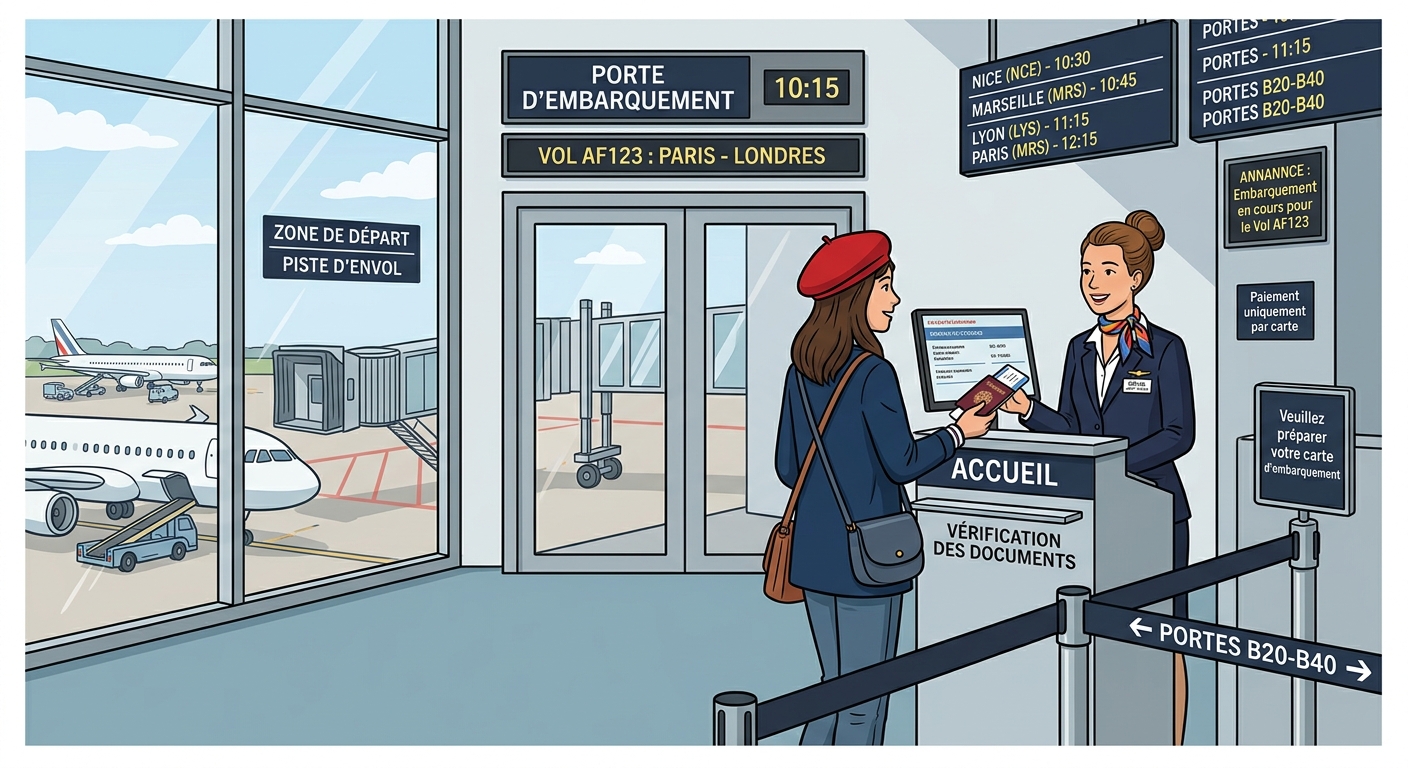 PORTE
D'EMBARQUEMENT
10:15
VOL AF123 : PARIS - LONDRES
NICE (NCE) - 10:30
MARSEILLE (MRS) - 10:45
LYON (LYS) - 11:15
PARIS (MRS) - 12:15
PORTES -
PORTES - 11:15
PORTES B20-B40
PORTES B20-B40
ANNANNCE :
Embarquement
en cours pour
le Vol AF123
ZONE DE DÉPART
PISTE D'ENVOL
Paiement
uniquement
par carte
Veuillez
préparer
votre carte
d'embarquement
ACCUEIL
VÉRIFICATION
DES DOCUMENTS
← PORTES B20-B40 →